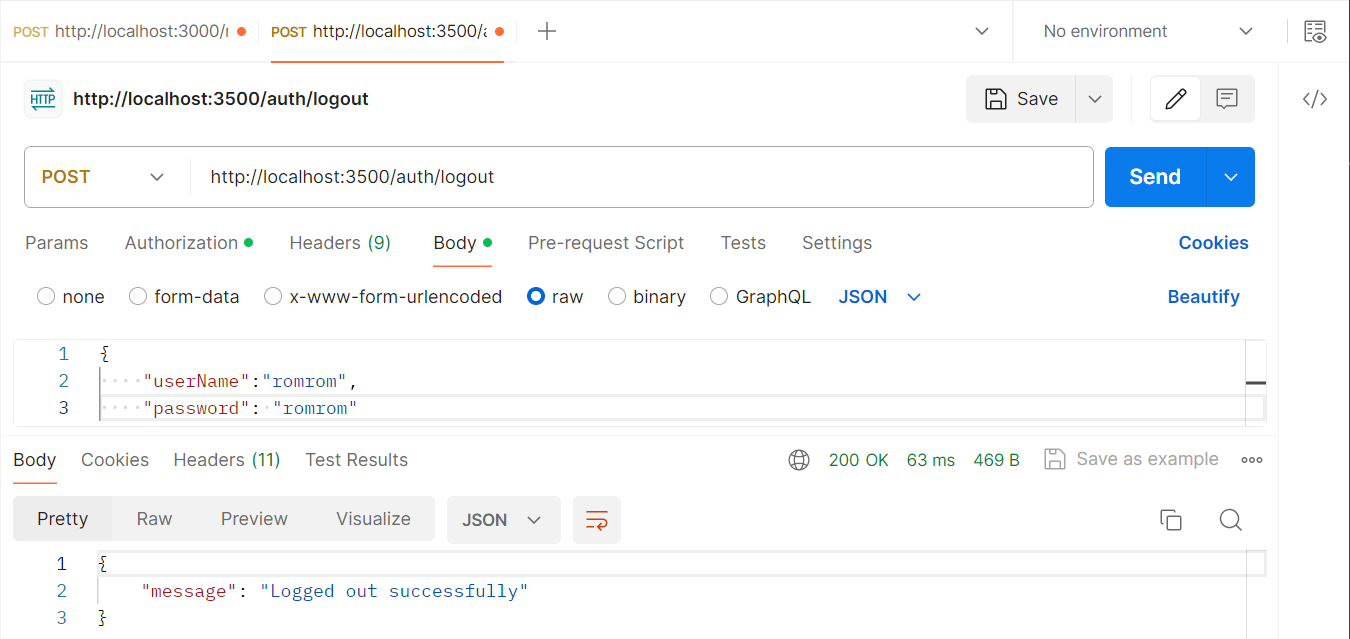 POST http://localhost:3000/ POST http://localhost:3500/a No environment
HTTP http://localhost:3500/auth/logout Save </>
POST http://localhost:3500/auth/logout Send
Params Authorization Headers (9) Body Pre-request Script Tests Settings Cookies
none form-data x-www-form-urlencoded raw binary GraphQL JSON Beautify
1 {
2 "userName":"romrom",
3 "password": "romrom"
Body Cookies Headers (11) Test Results 200 OK 63 ms 469 B Save as example
Pretty Raw Preview Visualize JSON
1 {
2 "message": "Logged out successfully"
3 }